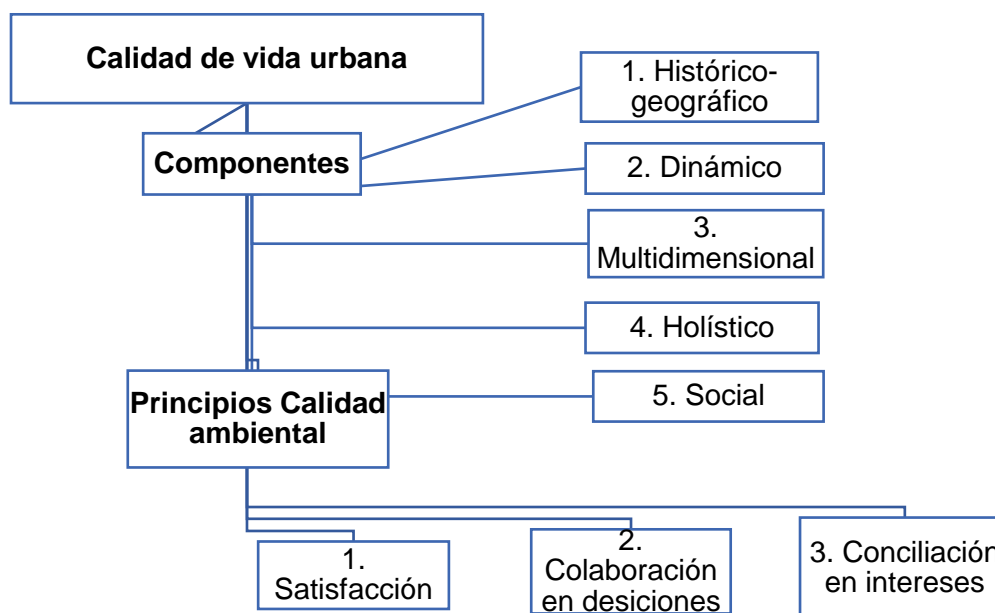 Calidad de vida urbana
1. Histórico-
geográfico
Componentes
2. Dinámico
3.
Multidimensional
4. Holístico
Principios Calidad
ambiental
5. Social
1.
Satisfacción
2.
Colaboración
en desiciones
3. Conciliación
en intereses